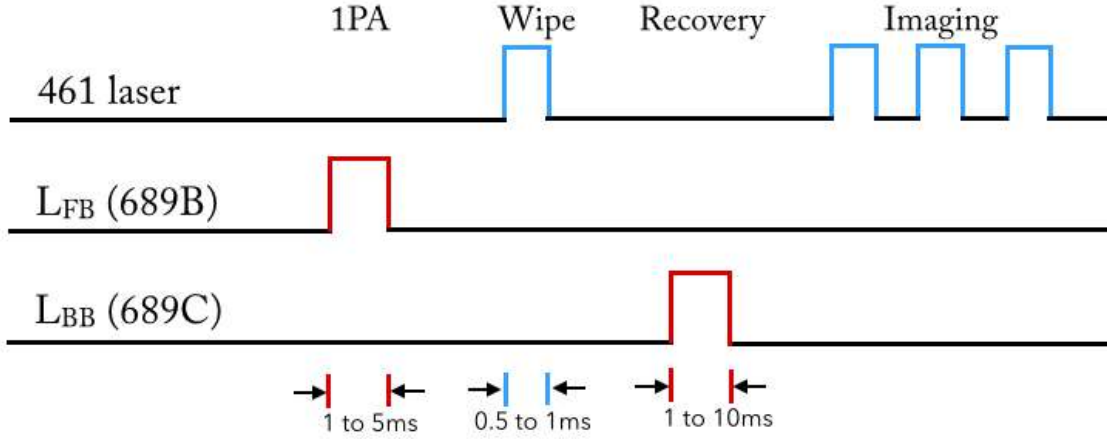 1PA Wipe Recovery Imaging
461 laser
LFB (689B)
LBB (689C)
1 to 5ms 0.5 to 1ms 1 to 10ms